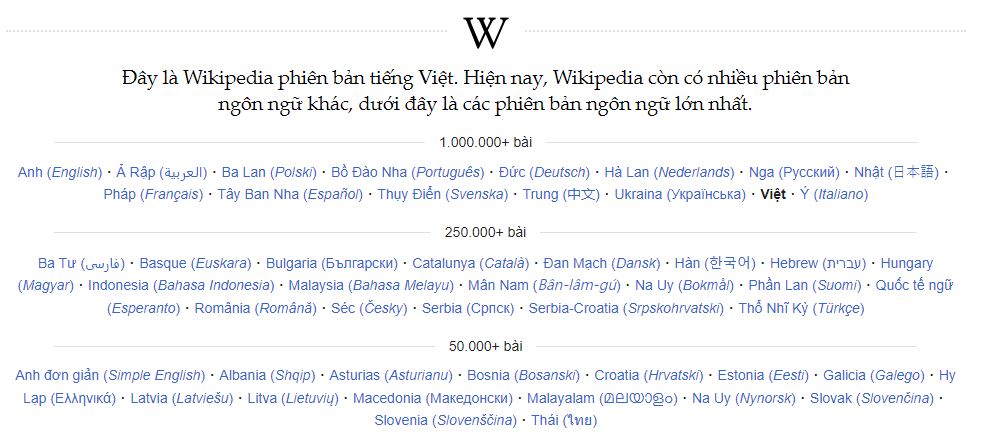 W
Đây là Wikipedia phiên bản tiếng Việt. Hiện nay, Wikipedia còn có nhiều phiên bản
ngôn ngữ khác, dưới đây là các phiên bản ngôn ngữ lớn nhất.
1.000.000+ bài
Anh (English) · Ả Rập (العربية) · Ba Lan (Polski) · Bồ Đào Nha (Português) · Đức (Deutsch) · Hà Lan (Nederlands) · Nga (Русский) · Nhật (日本語) ·
Pháp (Français) · Tây Ban Nha (Español) · Thụy Điển (Svenska) · Trung (中文) · Ukraina (Українська) · Việt · Ý (Italiano)
250.000+ bài
Ba Tư (فارسی) · Basque (Euskara) · Bulgaria (Български) · Catalunya (Català) · Đan Mạch (Dansk) · Hàn (한국어) · Hebrew (עברית) · Hungary
(Magyar) · Indonesia (Bahasa Indonesia) · Malaysia (Bahasa Melayu) · Mân Nam (Bân-lâm-gú) · Na Uy (Bokmål) · Phần Lan (Suomi) · Quốc tế ngữ
(Esperanto) · România (Română) · Séc (Česky) · Serbia (Српск) · Serbia-Croatia (Srpskohrvatski) · Thổ Nhĩ Kỳ (Türkçe)
50.000+ bài
Anh đơn giản (Simple English) · Albania (Shqip) · Asturias (Asturianu) · Bosnia (Bosanski) · Croatia (Hrvatski) · Estonia (Eesti) · Galicia (Galego) · Hy
Lạp (Ελληνικά) · Latvia (Latviešu) · Litva (Lietuvių) · Macedonia (Македонски) · Malayalam (മലയാളം) · Na Uy (Nynorsk) · Slovak (Slovenčina) ·
Slovenia (Slovenščina) · Thái (ไทย)